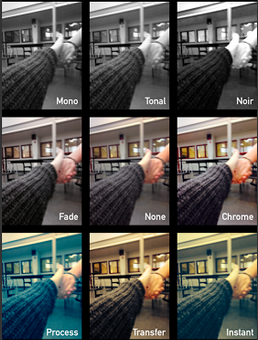 Mono
Tonal
Noir
Fade
None
Chrome
Process
Transfer
Instant